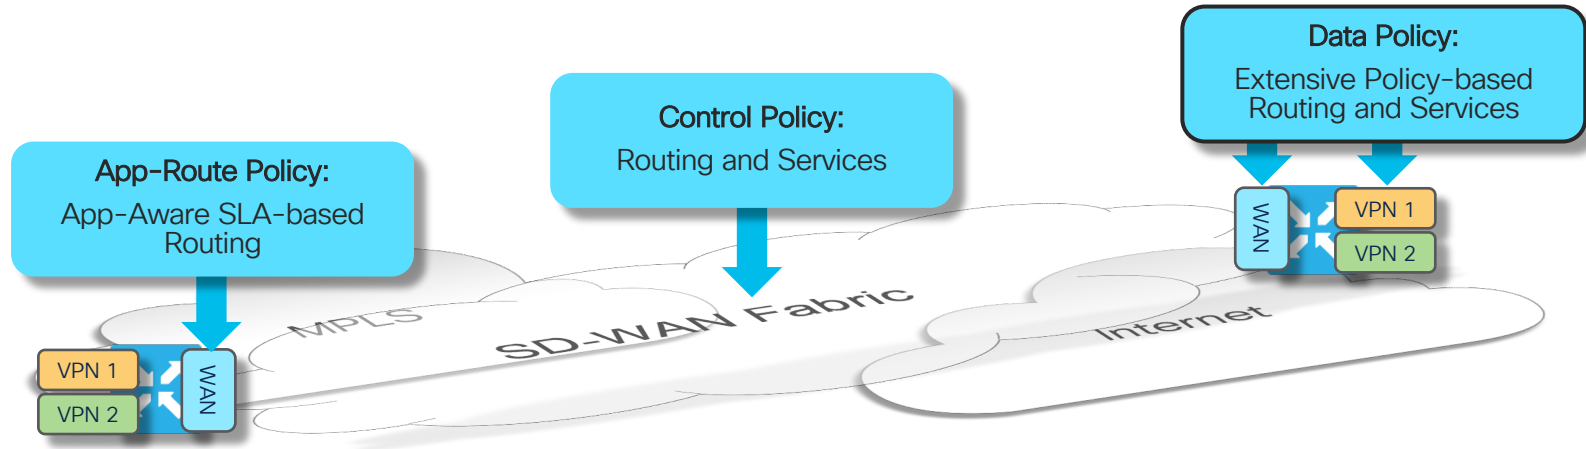 Data Policy:
Extensive Policy-based
Routing and Services
Control Policy:
Routing and Services
App-Route Policy:
App-Aware SLA-based
Routing
WAN
VPN 1
VPN 2
MPLS
SD-WAN Fabric
Internet
VPN 1
VPN 2
WAN